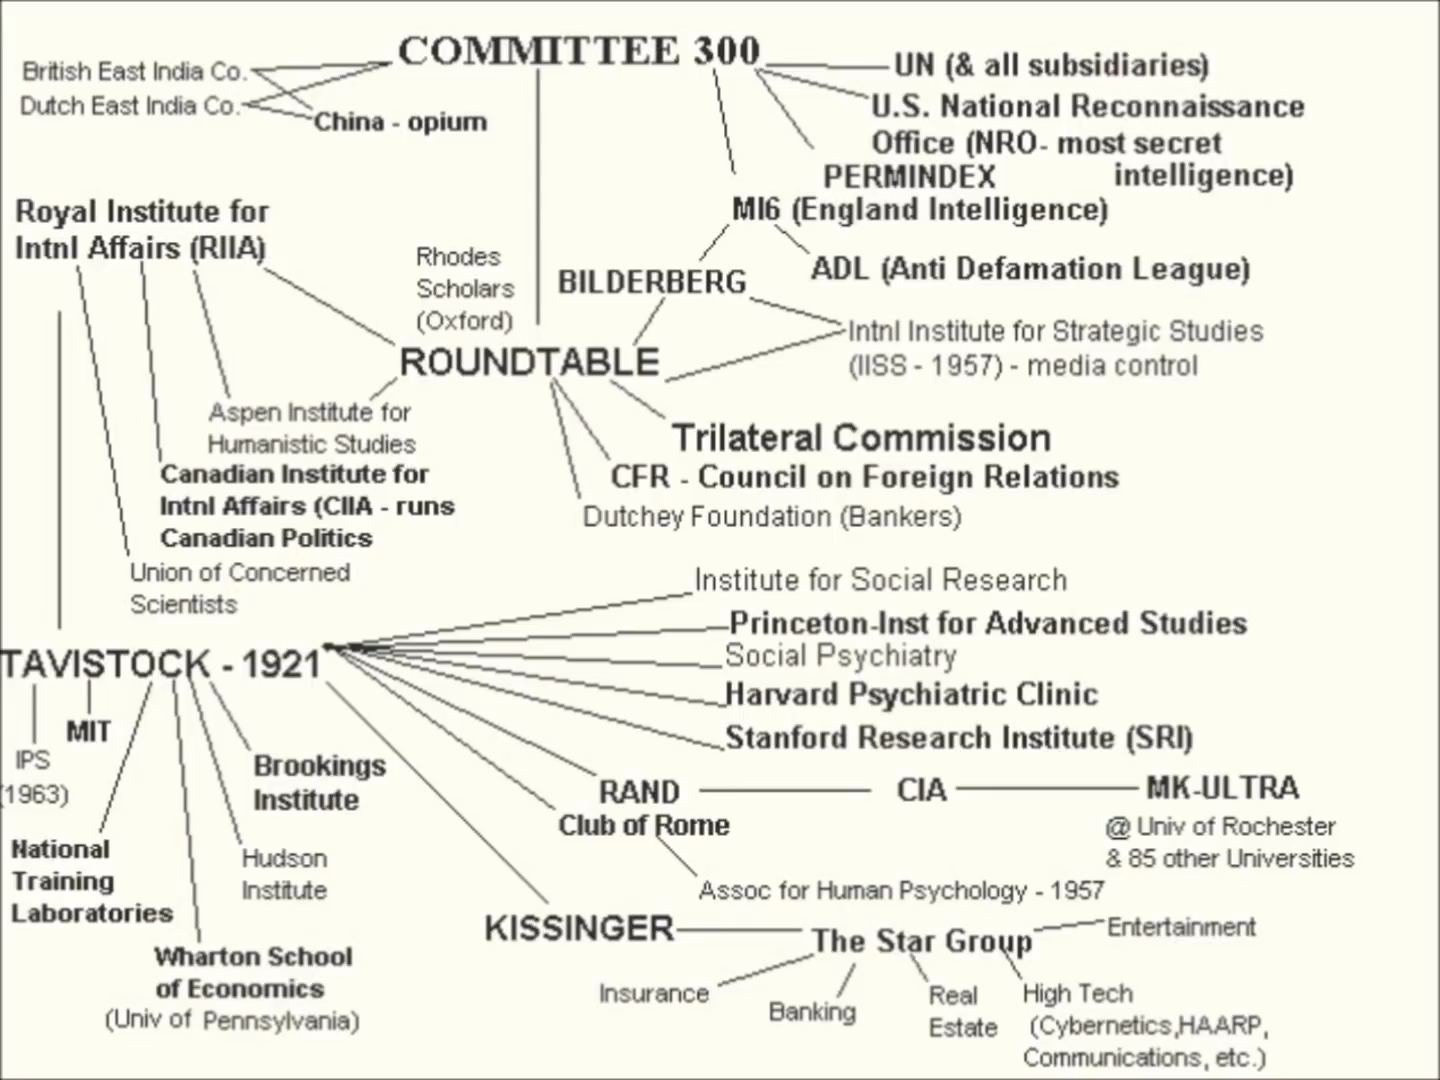 COMMITTEE 300
British East India Co.
Dutch East India Co.
China - opium
UN (& all subsidiaries)
U.S. National Reconnaissance
Office (NRO- most secret
intelligence)
PERMINDEX
MI6 (England Intelligence)
ADL (Anti Defamation League)
Royal Institute for
Intnl Affairs (RIIA)
Rhodes
Scholars
(Oxford)
BILDERBERG
Intnl Institute for Strategic Studies
(IISS - 1957) - media control
ROUNDTABLE
Aspen Institute for
Humanistic Studies
Canadian Institute for
Intnl Affairs (CIIA - runs
Canadian Politics
Union of Concerned
Scientists
Trilateral Commission
CFR - Council on Foreign Relations
Dutchey Foundation (Bankers)
Institute for Social Research
Princeton-Inst for Advanced Studies
Social Psychiatry
Harvard Psychiatric Clinic
Stanford Research Institute (SRI)
TAVISTOCK - 1921
MIT
IPS
(1963)
Brookings
Institute
National
Training
Laboratories
Hudson
Institute
Wharton School
of Economics
(Univ of Pennsylvania)
RAND
CIA
MK-ULTRA
@ Univ of Rochester
& 85 other Universities
Club of Rome
Assoc for Human Psychology - 1957
KISSINGER
The Star Group
Entertainment
Insurance
Banking
Real
Estate
High Tech
(Cybernetics,HAARP,
Communications, etc.)